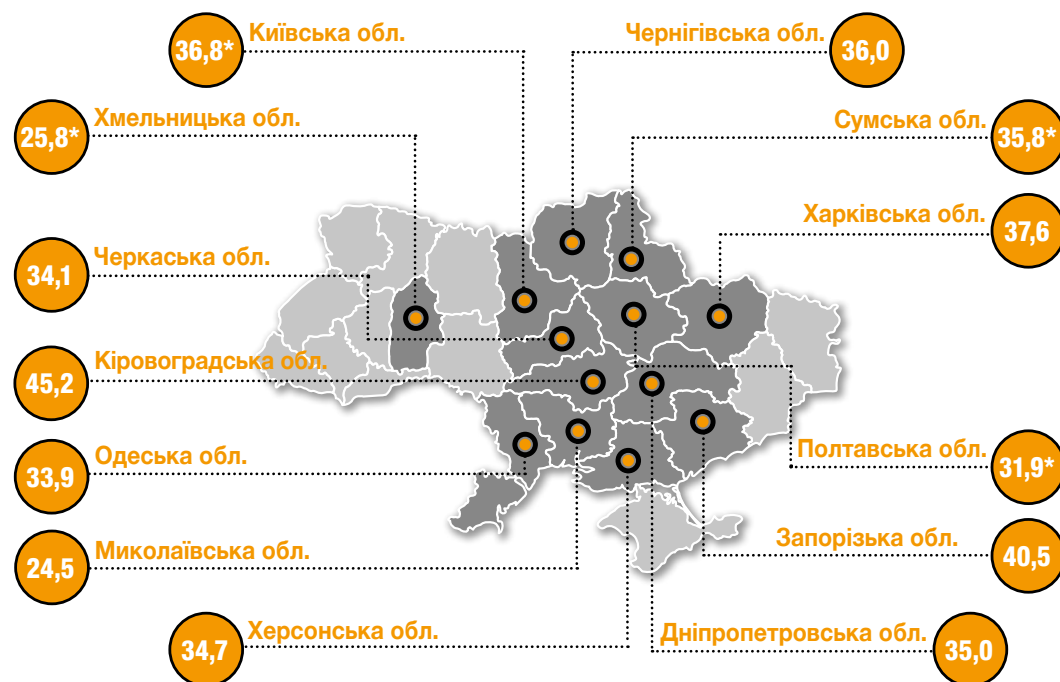 Київська обл.
36,8*
Чернігівська обл.
36,0
Хмельницька обл.
25,8*
Сумська обл.
35,8*
Харківська обл.
37,6
Черкаська обл.
34,1
Кіровоградська обл.
45,2
Одеська обл.
33,9
Полтавська обл.
31,9*
Миколаївська обл.
24,5
Запорізька обл.
40,5
Херсонська обл.
34,7
Дніпропетровська обл.
35,0